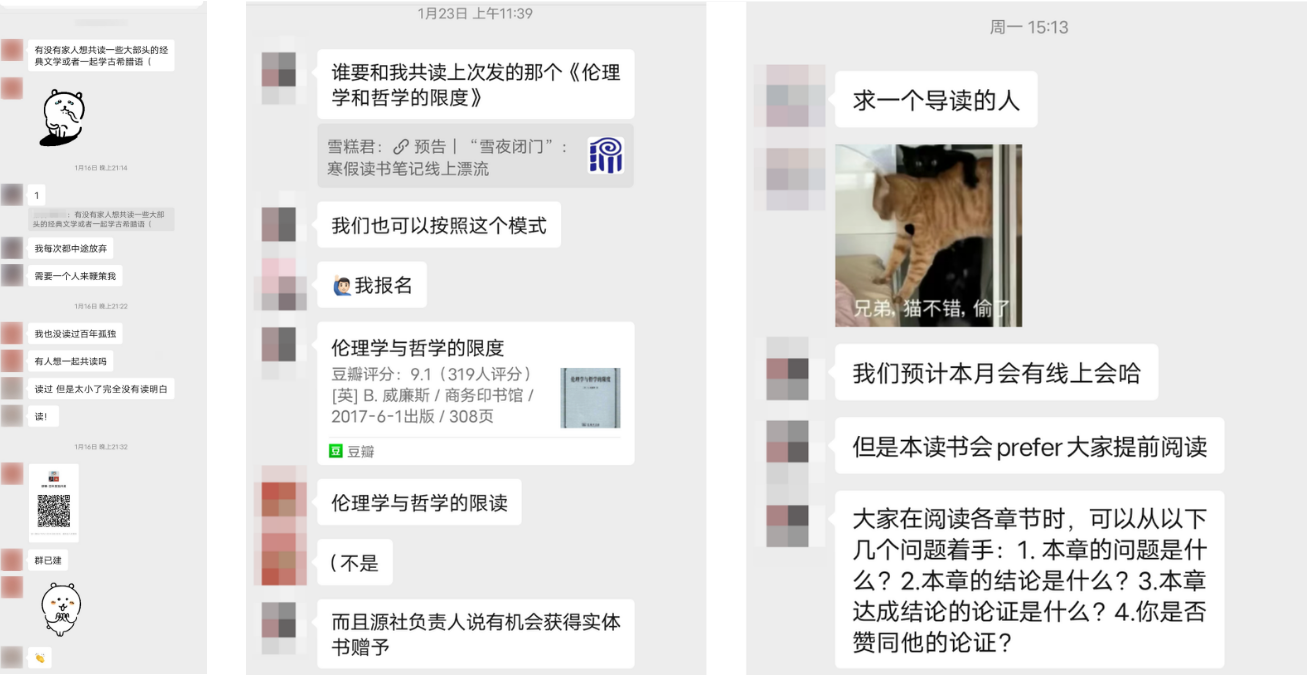 有没有家人想共读一些大部头的经
典文学或者一起学古希腊语（
1月16日 晚上21:14
1
：有没有家人想共读一些大部
头的经典文学或者一起学古希腊语（
我每次都中途放弃
需要一个人来鞭策我
1月16日 晚上21:22
我也没读过百年孤独
有人想一起共读吗
读过 但是太小了完全没有读明白
读!
1月16日 晚上21:32
群已建
1月23日 上午11:39
谁要和我共读上次发的那个《伦理
学和哲学的限度》
雪糕君：预告丨“雪夜闭门”：
寒假读书笔记线上漂流
我们也可以按照这个模式
我报名
伦理学与哲学的限度
豆瓣评分：9.1（319人评分）
[英] B. 威廉斯 / 商务印书馆 /
2017-6-1出版 / 308页
伦理学与哲学的限度
豆 豆瓣
伦理学与哲学的限读
（不是
而且源社负责人说有机会获得实体
书赠予
周一 15:13
求一个导读的人
兄弟, 猫不错, 偷了
我们预计本月会有线上会哈
但是本读书会 prefer 大家提前阅读
大家在阅读各章节时，可以从以下
几个问题着手：1. 本章的问题是什
么？2.本章的结论是什么？3.本章
达成结论的论证是什么？4.你是否
赞同他的论证？